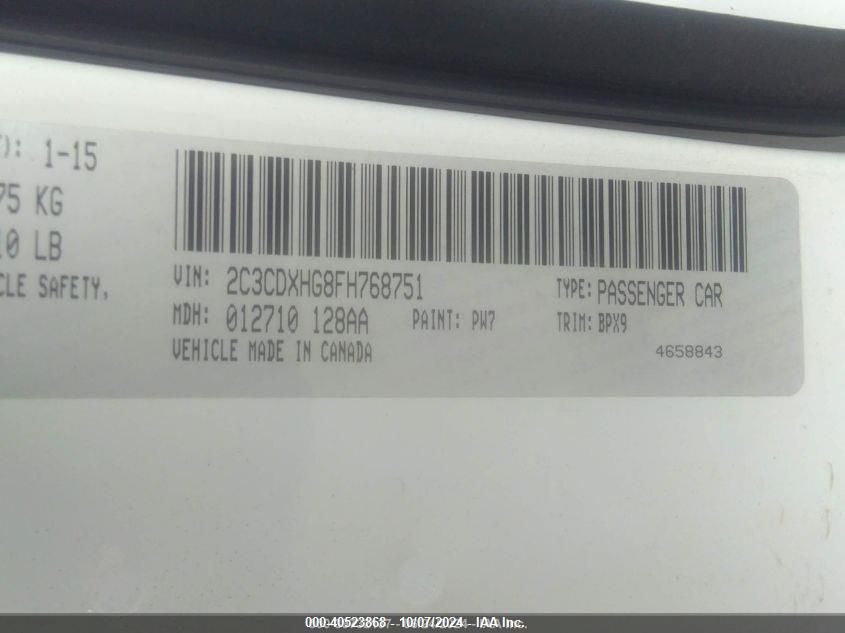 ): 1-15
75 KG
10 LB
CLE SAFETY,
VIN: 2C3CDXHG8FH768751 TYPE: PASSENGER CAR
MDH: 012710 128AA PAINT: PW7 TRIM: BPX9
VEHICLE MADE IN CANADA 4658843
000-40523868 - 10/07/2024 - IAA Inc.